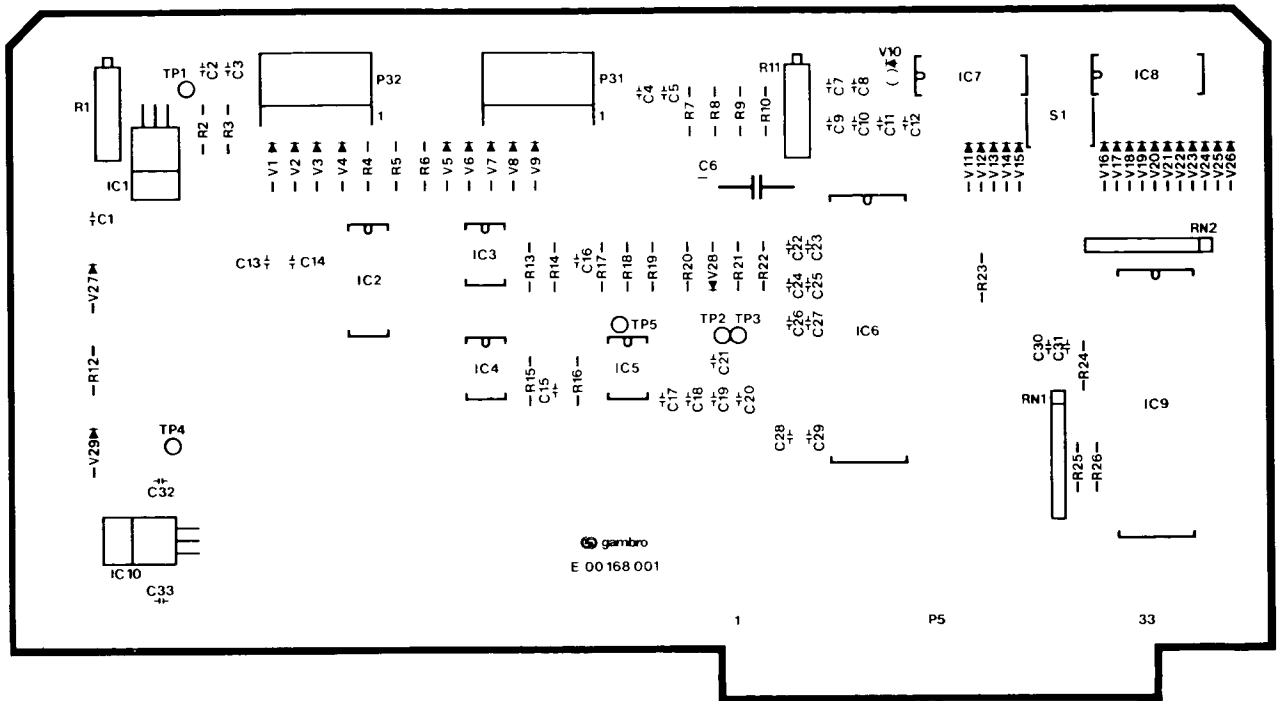 R1
TP1
C2
C3
P32
1
P31
1
C4
C5
R7
R8
R9
R10
R11
C7
C8
V10
( )
IC7
IC8
S1
R2
R3
C9
C10
C11
C12
IC1
V1
V2
V3
V4
R4
R5
R6
V5
V6
V7
V8
V9
C6
V11
V12
V13
V14
V15
V16
V17
V18
V19
V20
V21
V22
V23
V24
V25
V26
C1
RN2
C13
C14
IC2
IC3
R13
R14
C16
R17
R18
R19
R20
V28
R21
R22
C22
C23
R23
V27
C24
C25
TP5
TP2
TP3
C26
C27
IC6
R12
IC4
R15
C15
R16
IC5
C21
C30
C31
R24
C17
C18
C19
C20
RN1
IC9
V29
TP4
C28
C29
R25
R26
C32
IC10
C33
gambro
E 00 168 001
1
P5
33